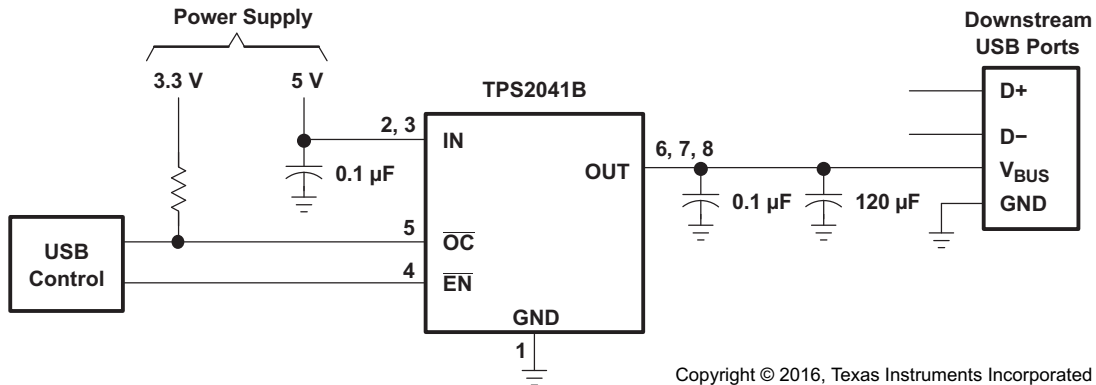 Power Supply
3.3 V
5 V
0.1 µF
TPS2041B
2, 3
IN
6, 7, 8
OUT
5
OC
4
EN
GND
1
0.1 µF
120 µF
Downstream
USB Ports
D+
D−
VBUS
GND
USB
Control
Copyright © 2016, Texas Instruments Incorporated